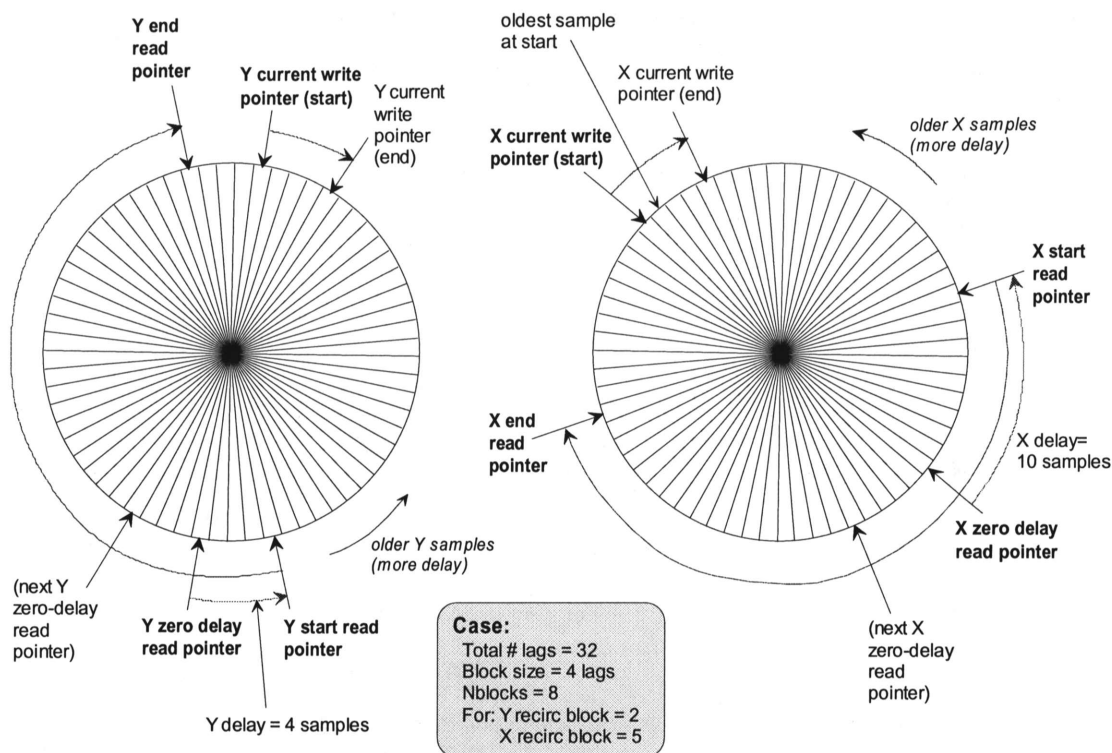 Y end
read
pointer
Y current write
pointer (start)
Y current
write
pointer
(end)
oldest sample
at start
X current write
pointer (end)
X current write
pointer (start)
older X samples
(more delay)
X start
read
pointer
X end
read
pointer
X delay=
10 samples
X zero delay
read pointer
older Y samples
(more delay)
(next Y
zero-delay
read
pointer)
Y zero delay
read pointer
Y start read
pointer
(next X
zero-delay
read
pointer)
Y delay = 4 samples
Case:
Total # lags = 32
Block size = 4 lags
Nblocks = 8
For: Y recirc block = 2
X recirc block = 5